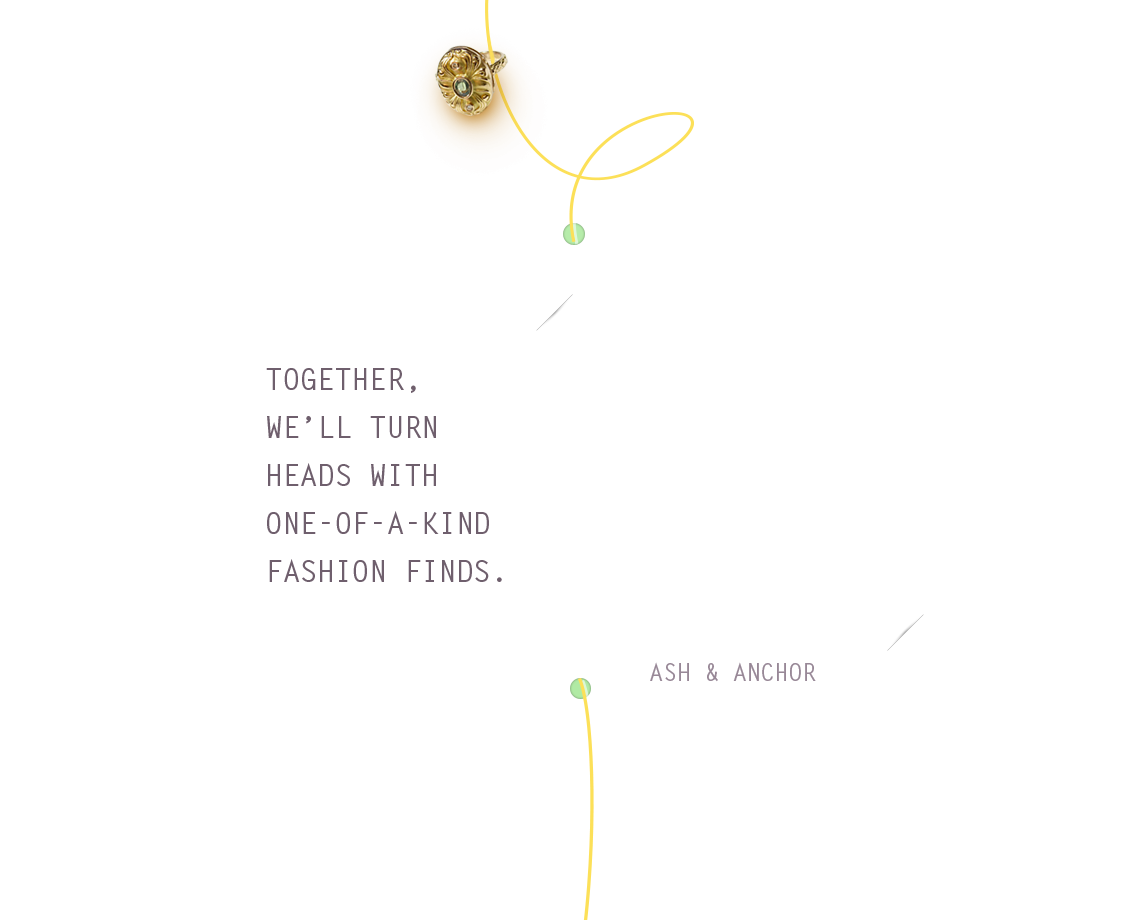 TOGETHER,
WE’LL TURN
HEADS WITH
ONE-OF-A-KIND
FASHION FINDS.
ASH & ANCHOR